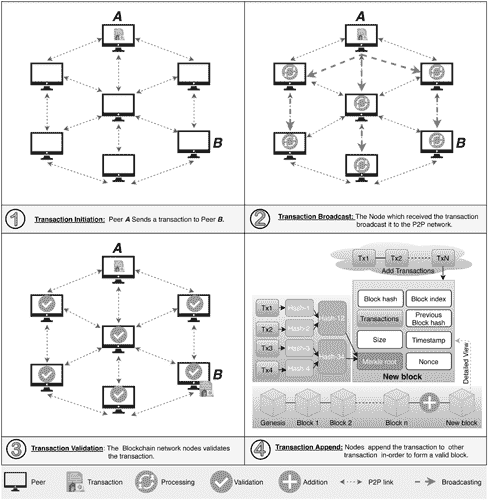 A
B
1 Transaction Initiation: Peer A Sends a transaction to Peer B.
A
B
2 Transaction Broadcast: The Node which received the transaction
broadcast it to the P2P network.
A
B
3 Transaction Validation: The Blockchain network nodes validates
the transaction.
Tx1
Tx2
TxN
Add Transactions
Block hash
Block index
Transactions
Previous
Block hash
Size
Timestamp
Nonce
New block
Detailed View
Tx1
Hash-1
Tx2
Hash-2
Tx3
Hash-3
Tx4
Hash-4
Hash-12
Hash-34
Genesis
Block 1
Block 2
Block n
New block
4 Transaction Append: Nodes append the transaction to other
transaction in-order to form a valid block.
Peer
Transaction
Processing
Validation
Addition
P2P link
Broadcasting